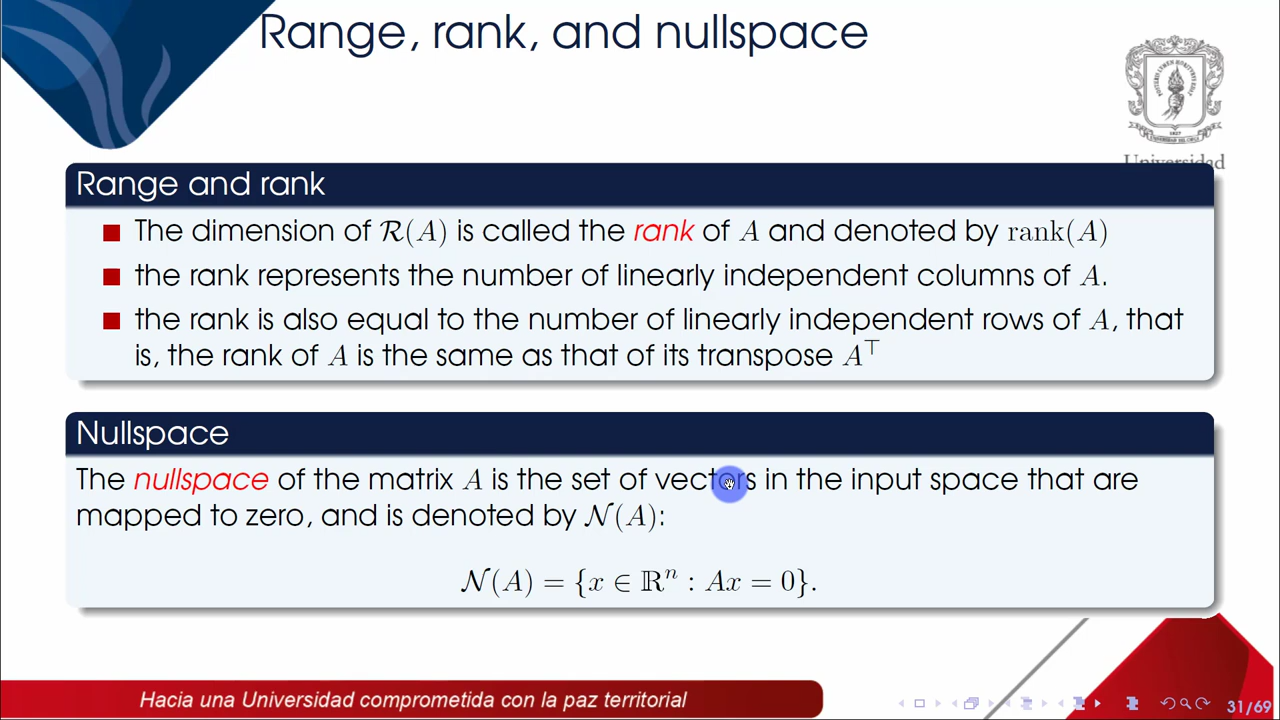 Range, rank, and nullspace
Universidad
Range and rank
The dimension of ℛ(A) is called the rank of A and denoted by rank(A)
the rank represents the number of linearly independent columns of A.
the rank is also equal to the number of linearly independent rows of A, that
is, the rank of A is the same as that of its transpose A⊤
Nullspace
The nullspace of the matrix A is the set of vectors in the input space that are
mapped to zero, and is denoted by 𝒩(A):
𝒩(A) = {x ∈ ℝⁿ : Ax = 0}.
Hacia una Universidad comprometida con la paz territorial
31/69